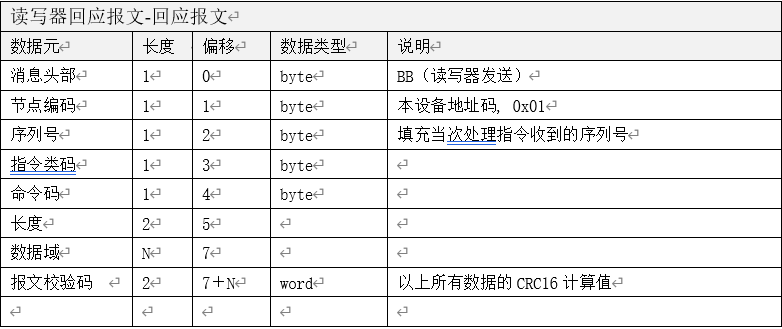 读写器回应报文-回应报文
数据元 长度 偏移 数据类型 说明
消息头部 1 0 byte BB（读写器发送）
节点编码 1 1 byte 本设备地址码, 0x01
序列号 1 2 byte 填充当次处理指令收到的序列号
指令类码 1 3 byte
命令码 1 4 byte
长度 2 5
数据域 N 7
报文校验码 2 7＋N word 以上所有数据的 CRC16 计算值